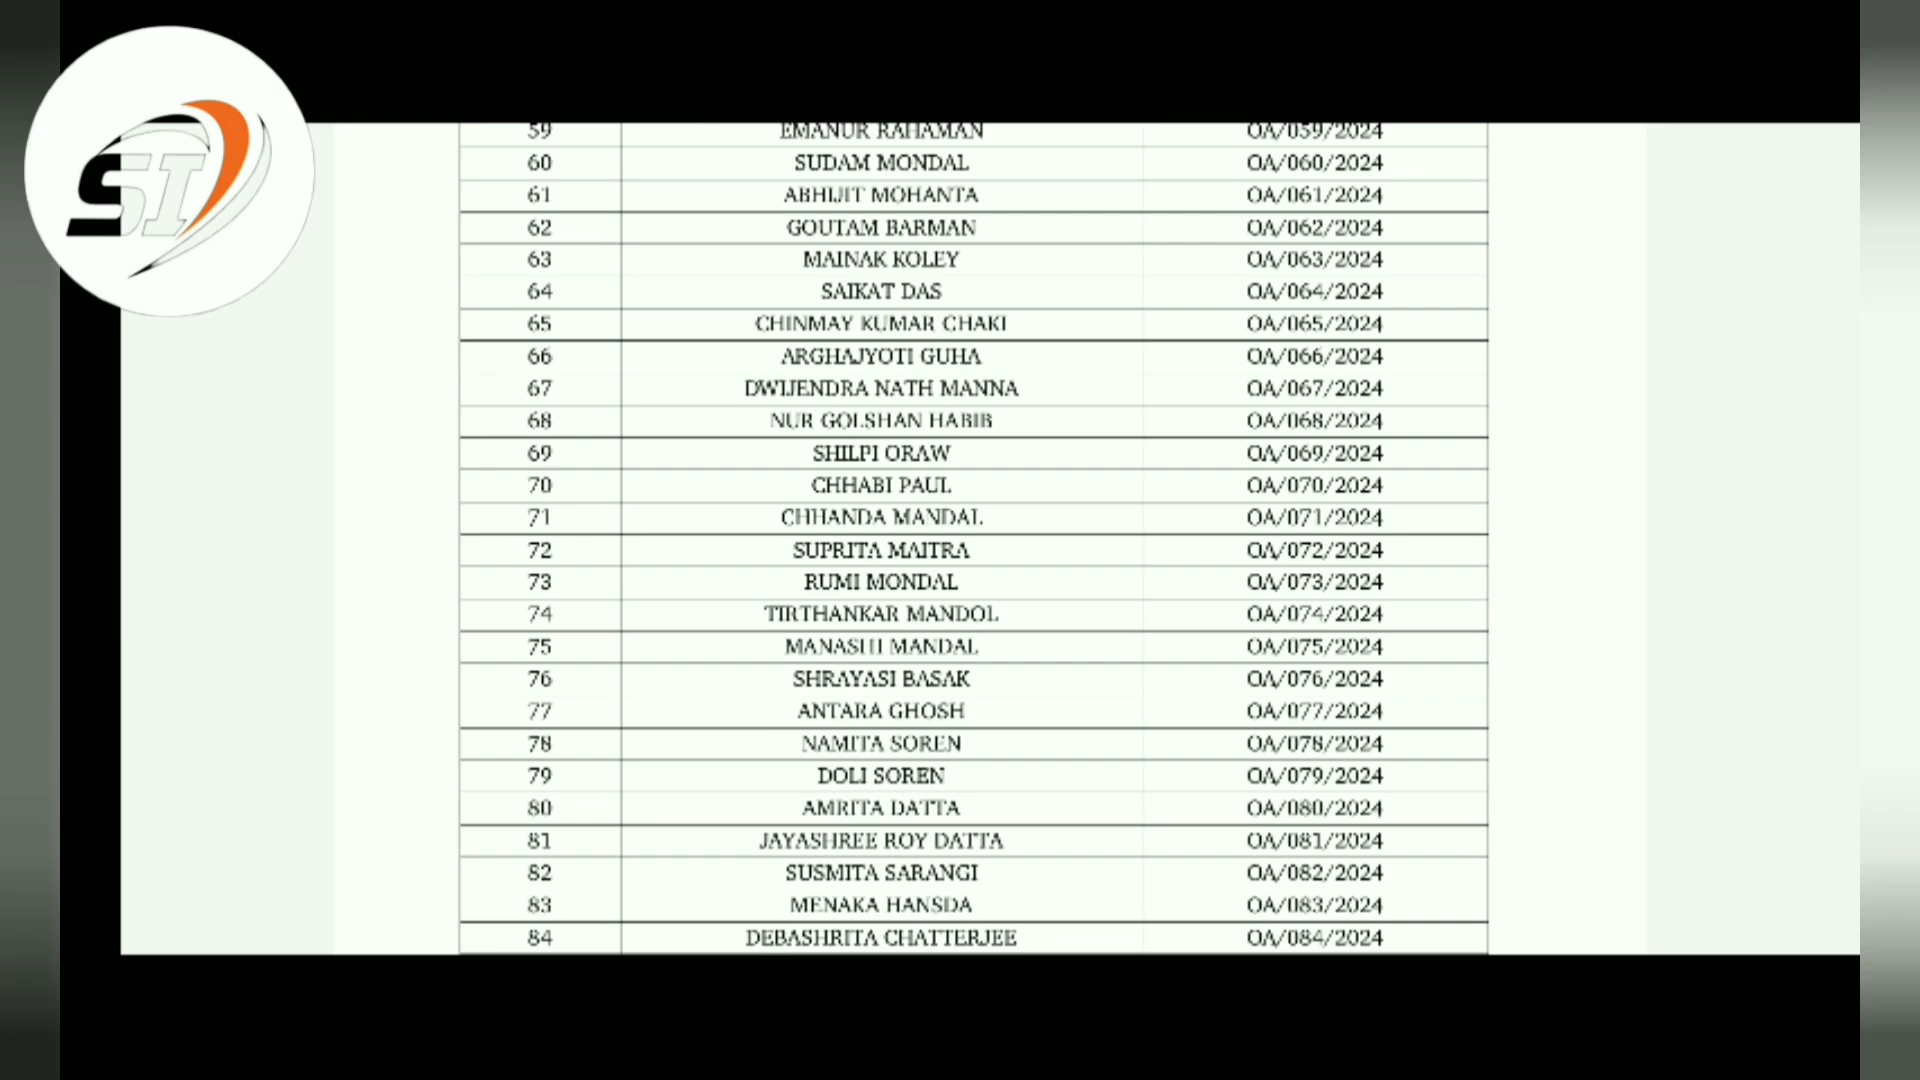 SI
59 EMANUR RAHAMAN OA/059/2024
60 SUDAM MONDAL OA/060/2024
61 ABHIJIT MOHANTA OA/061/2024
62 GOUTAM BARMAN OA/062/2024
63 MAINAK KOLEY OA/063/2024
64 SAIKAT DAS OA/064/2024
65 CHINMAY KUMAR CHAKI OA/065/2024
66 ARGHAJYOTI GUHA OA/066/2024
67 DWIJENDRA NATH MANNA OA/067/2024
68 NUR GOLSHAN HABIB OA/068/2024
69 SHILPI ORAW OA/069/2024
70 CHHABI PAUL OA/070/2024
71 CHHANDA MANDAL OA/071/2024
72 SUPRITA MAITRA OA/072/2024
73 RUMI MONDAL OA/073/2024
74 TIRTHANKAR MANDOL OA/074/2024
75 MANASHI MANDAL OA/075/2024
76 SHRAYASI BASAK OA/076/2024
77 ANTARA GHOSH OA/077/2024
78 NAMITA SOREN OA/078/2024
79 DOLI SOREN OA/079/2024
80 AMRITA DATTA OA/080/2024
81 JAYASHREE ROY DATTA OA/081/2024
82 SUSMITA SARANGI OA/082/2024
83 MENAKA HANSDA OA/083/2024
84 DEBASHRITA CHATTERJEE OA/084/2024